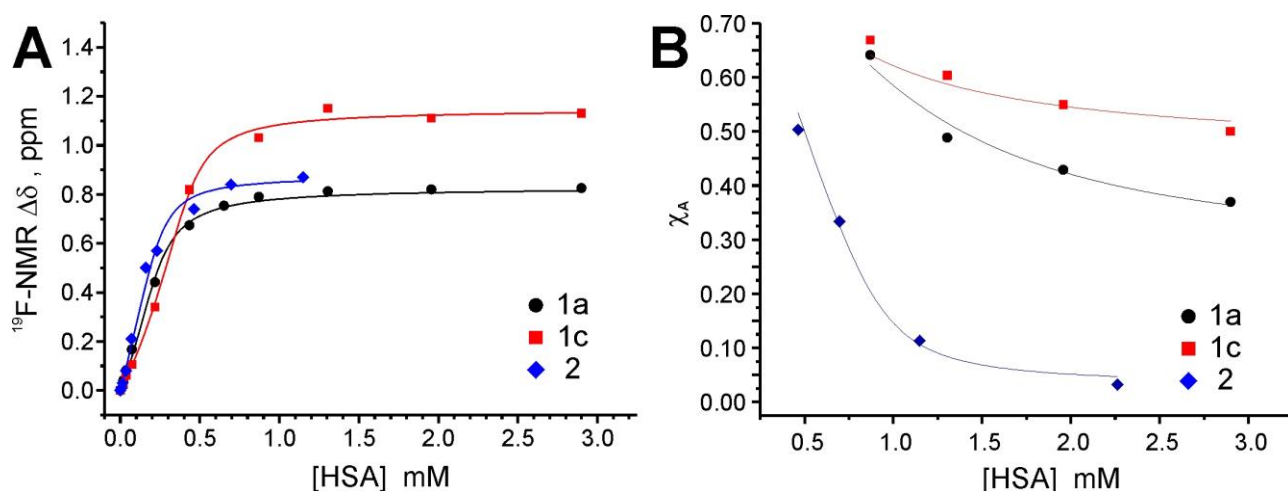 A
¹⁹F-NMR Δδ , ppm
1.4
1.2
1.0
0.8
0.6
0.4
0.2
0.0
1a
1c
2
0.0 0.5 1.0 1.5 2.0 2.5 3.0
[HSA] mM
B
χA
0.70
0.60
0.50
0.40
0.30
0.20
0.10
0.00
1a
1c
2
0.5 1.0 1.5 2.0 2.5 3.0
[HSA] mM